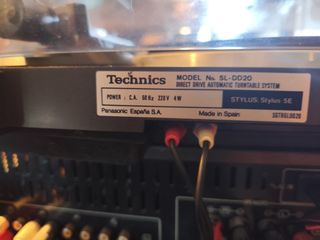 Technics MODEL No. SL-DD20
DIRECT DRIVE AUTOMATIC TURNTABLE SYSTEM
POWER : C.A. 50Hz 220V 4W
STYLUS: Stylus SE
Panasonic España S.A. Made in Spain